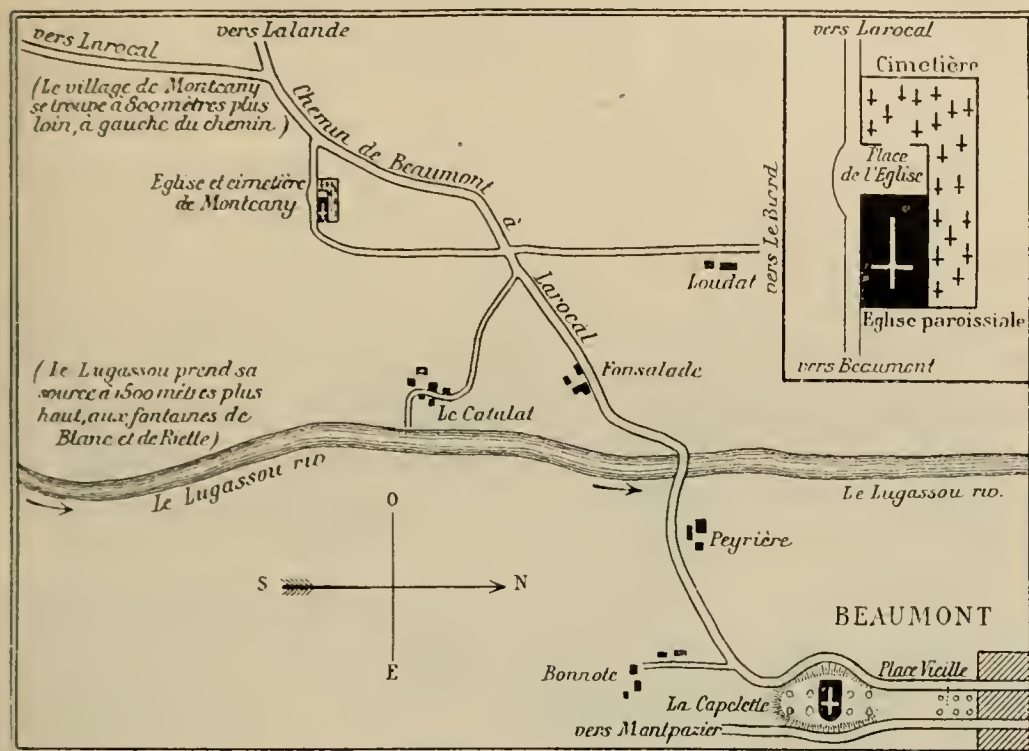 vers Larocal
vers Lalande
(Le village de Montcany
se trouve à 800 mètres plus
loin, à gauche du chemin)
Chemin de Beaumont
à
Larocal
Eglise et cimetière
de Montcany
Loudat
vers Le Buard
vers Larocal
Cimetière
Place
de l'Eglise
Eglise paroissiale
vers Beaumont
(le Lugassou prend sa
source à 1500 mètres plus
haut, aux fontaines de
Blanc et de Riette)
Le Catalat
Fonsalade
Le Lugassou riv.
Le Lugassou riv.
O
S
N
E
Peyrière
BEAUMONT
Bonnote
La Capelette
Place Vieille
vers Montpazier